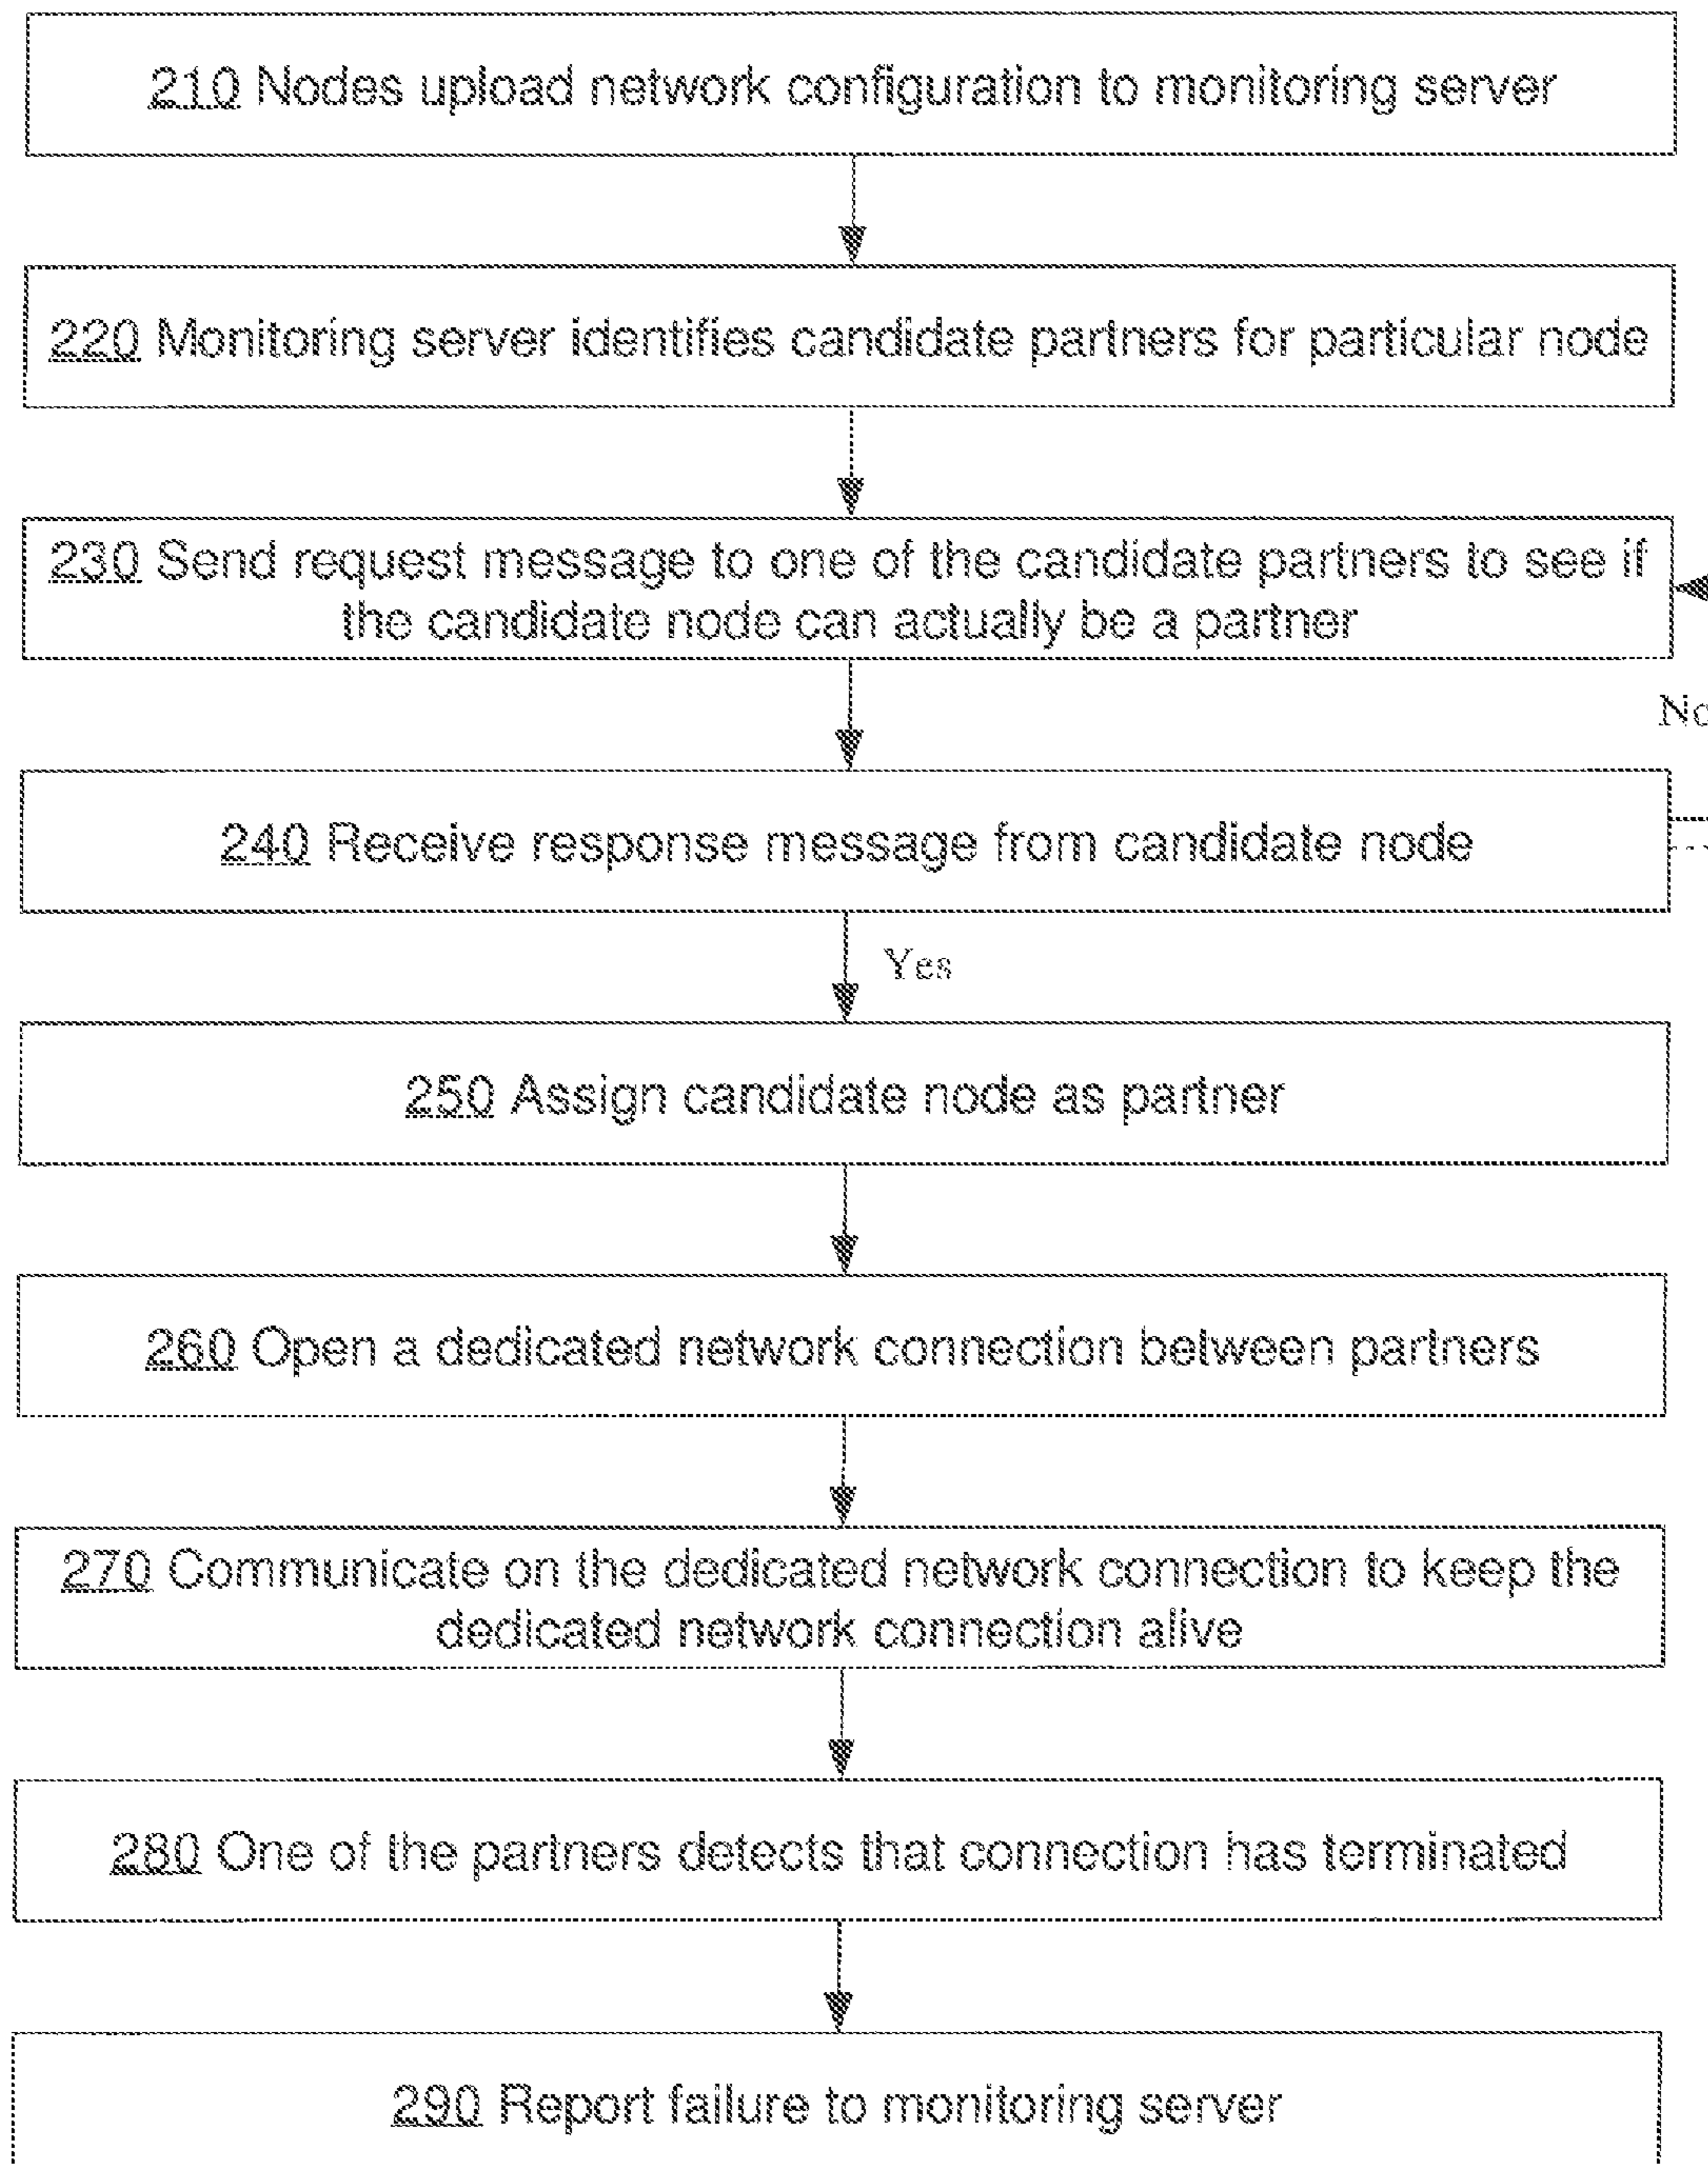 210 Nodes upload network configuration to monitoring server
220 Monitoring server identifies candidate partners for particular node
230 Send request message to one of the candidate partners to see if
the candidate node can actually be a partner
No
240 Receive response message from candidate node
Yes
250 Assign candidate node as partner
260 Open a dedicated network connection between partners
270 Communicate on the dedicated network connection to keep the
dedicated network connection alive
280 One of the partners detects that connection has terminated
290 Report failure to monitoring server